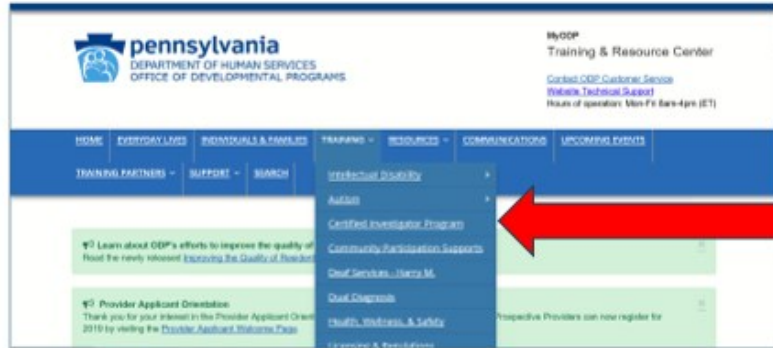 pennsylvania
DEPARTMENT OF HUMAN SERVICES
OFFICE OF DEVELOPMENTAL PROGRAMS
MyODP
Training & Resource Center
Contact ODP Customer Service
Website Technical Support
Hours of operation: Mon-Fri 8am-4pm (ET)
HOME EVERYDAY LIVES INDIVIDUALS & FAMILIES TRAINING RESOURCES COMMUNICATIONS UPCOMING EVENTS
TRAINING PARTNERS SUPPORT SEARCH
Intellectual Disability
Autism
Certified Investigator Program
Community Participation Supports
Deaf Services - Harry M.
Dual Diagnosis
Health, Wellness, & Safety
Licensing & Regulations
Learn about ODP's efforts to improve the quality of
Read the newly released Improving the Quality of Resident
Provider Applicant Orientation
Thank you for your interest in the Provider Applicant Orient Prospective Providers can now register for
2019 by visiting the Provider Applicant Welcome Page